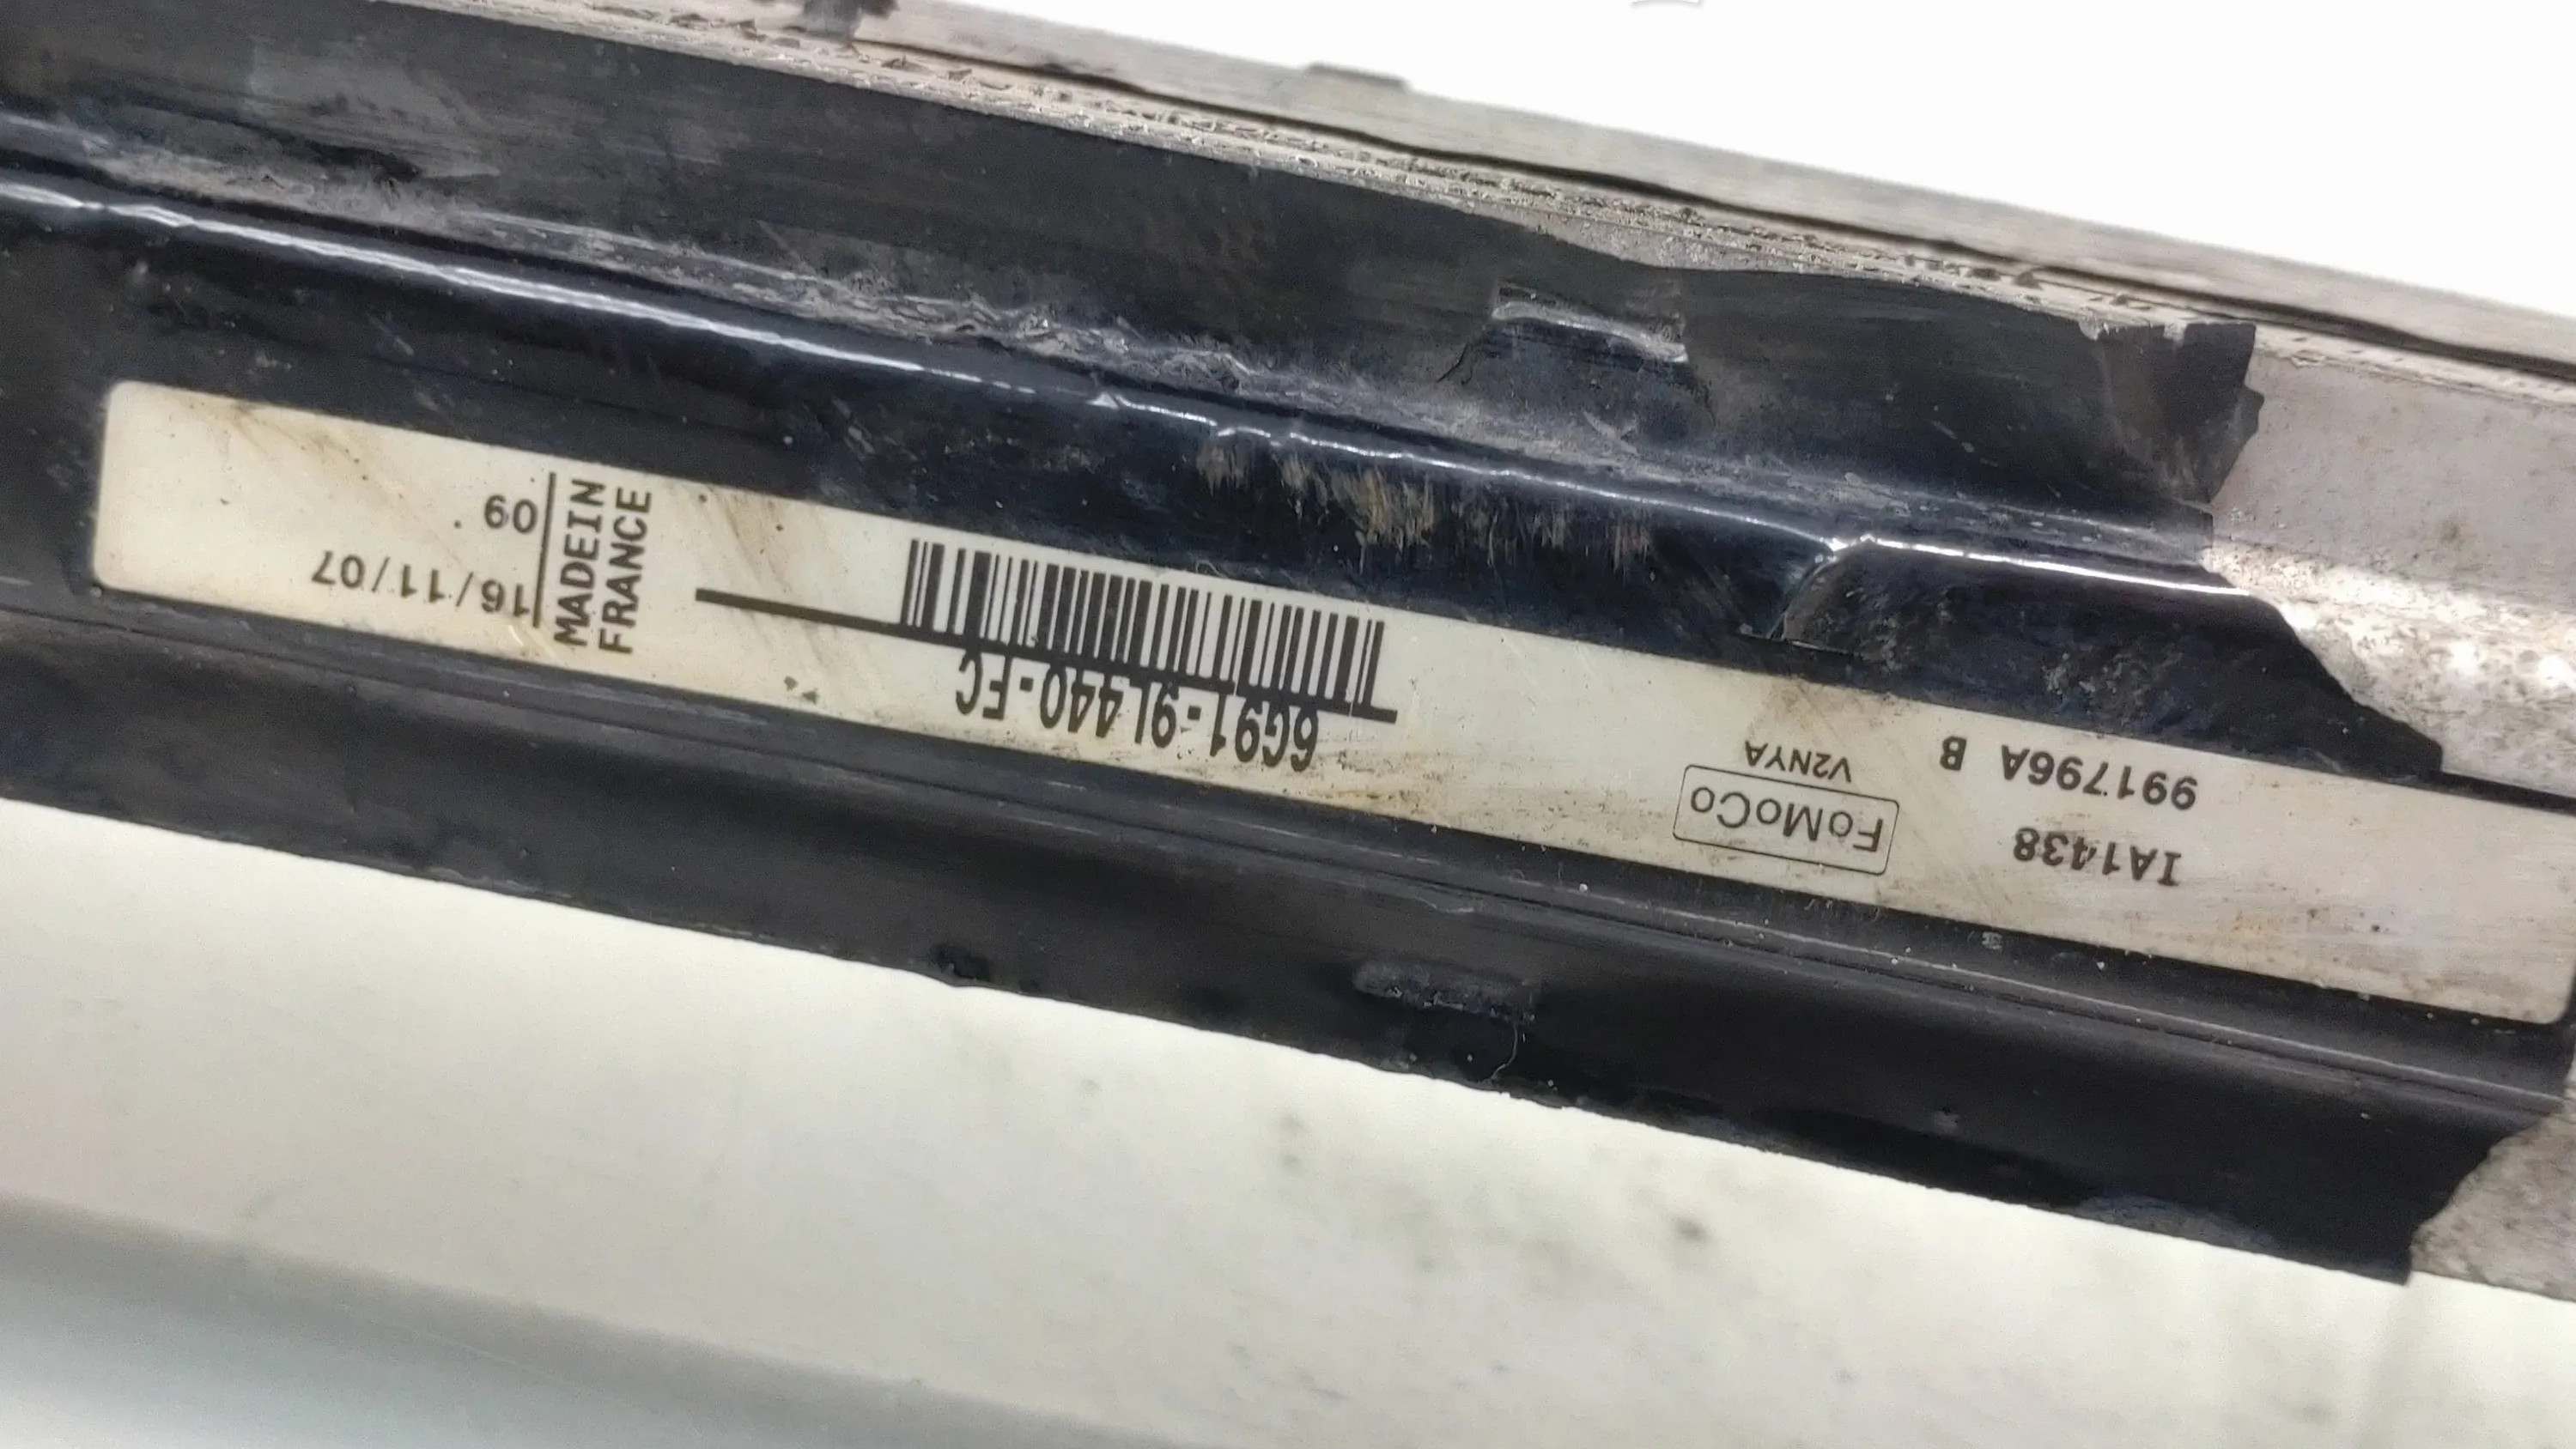 IA1438
991796A B
FoMoCo
V2NYA
6G91-9L440-FC
MADEIN
FRANCE
16/11/07
09